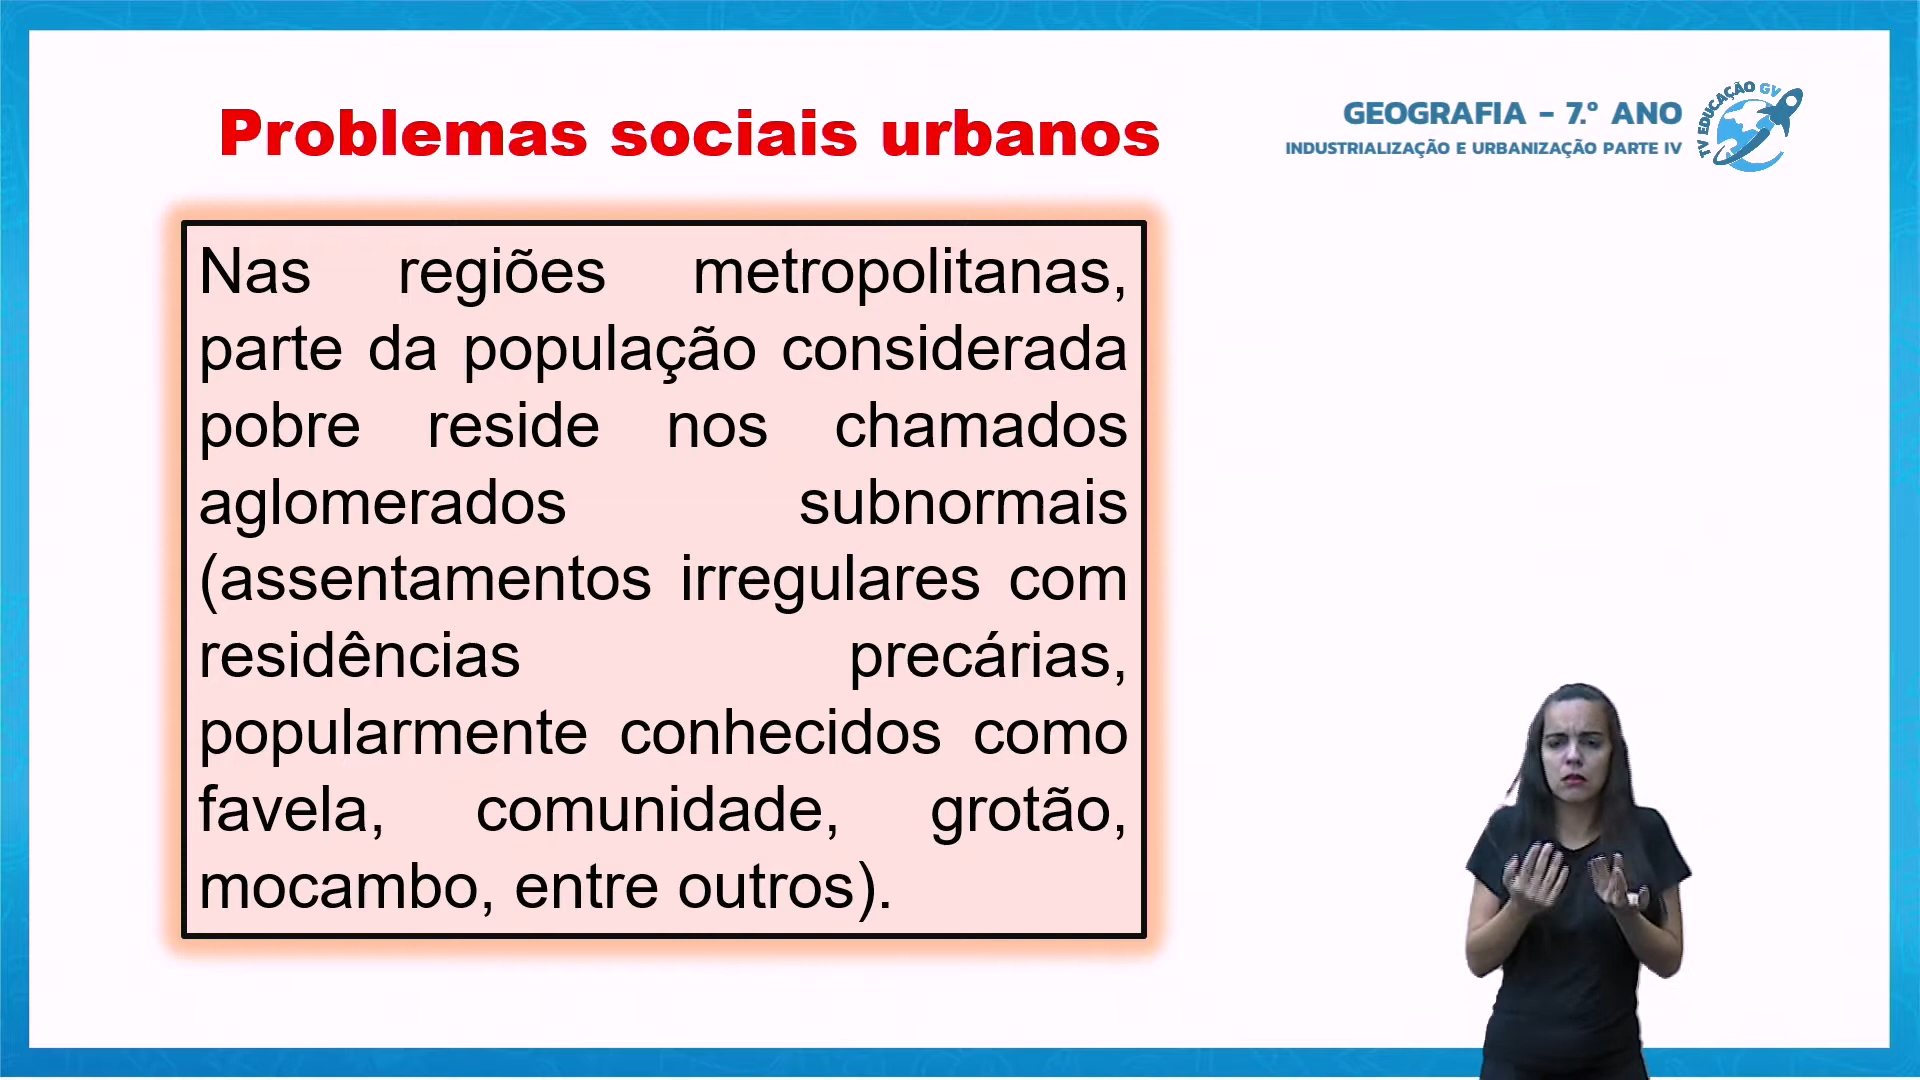 Problemas sociais urbanos
GEOGRAFIA - 7.º ANO
INDUSTRIALIZAÇÃO E URBANIZAÇÃO PARTE IV
TV EDUCAÇÃO GV
Nas regiões metropolitanas,
parte da população considerada
pobre reside nos chamados
aglomerados subnormais
(assentamentos irregulares com
residências precárias,
popularmente conhecidos como
favela, comunidade, grotão,
mocambo, entre outros).